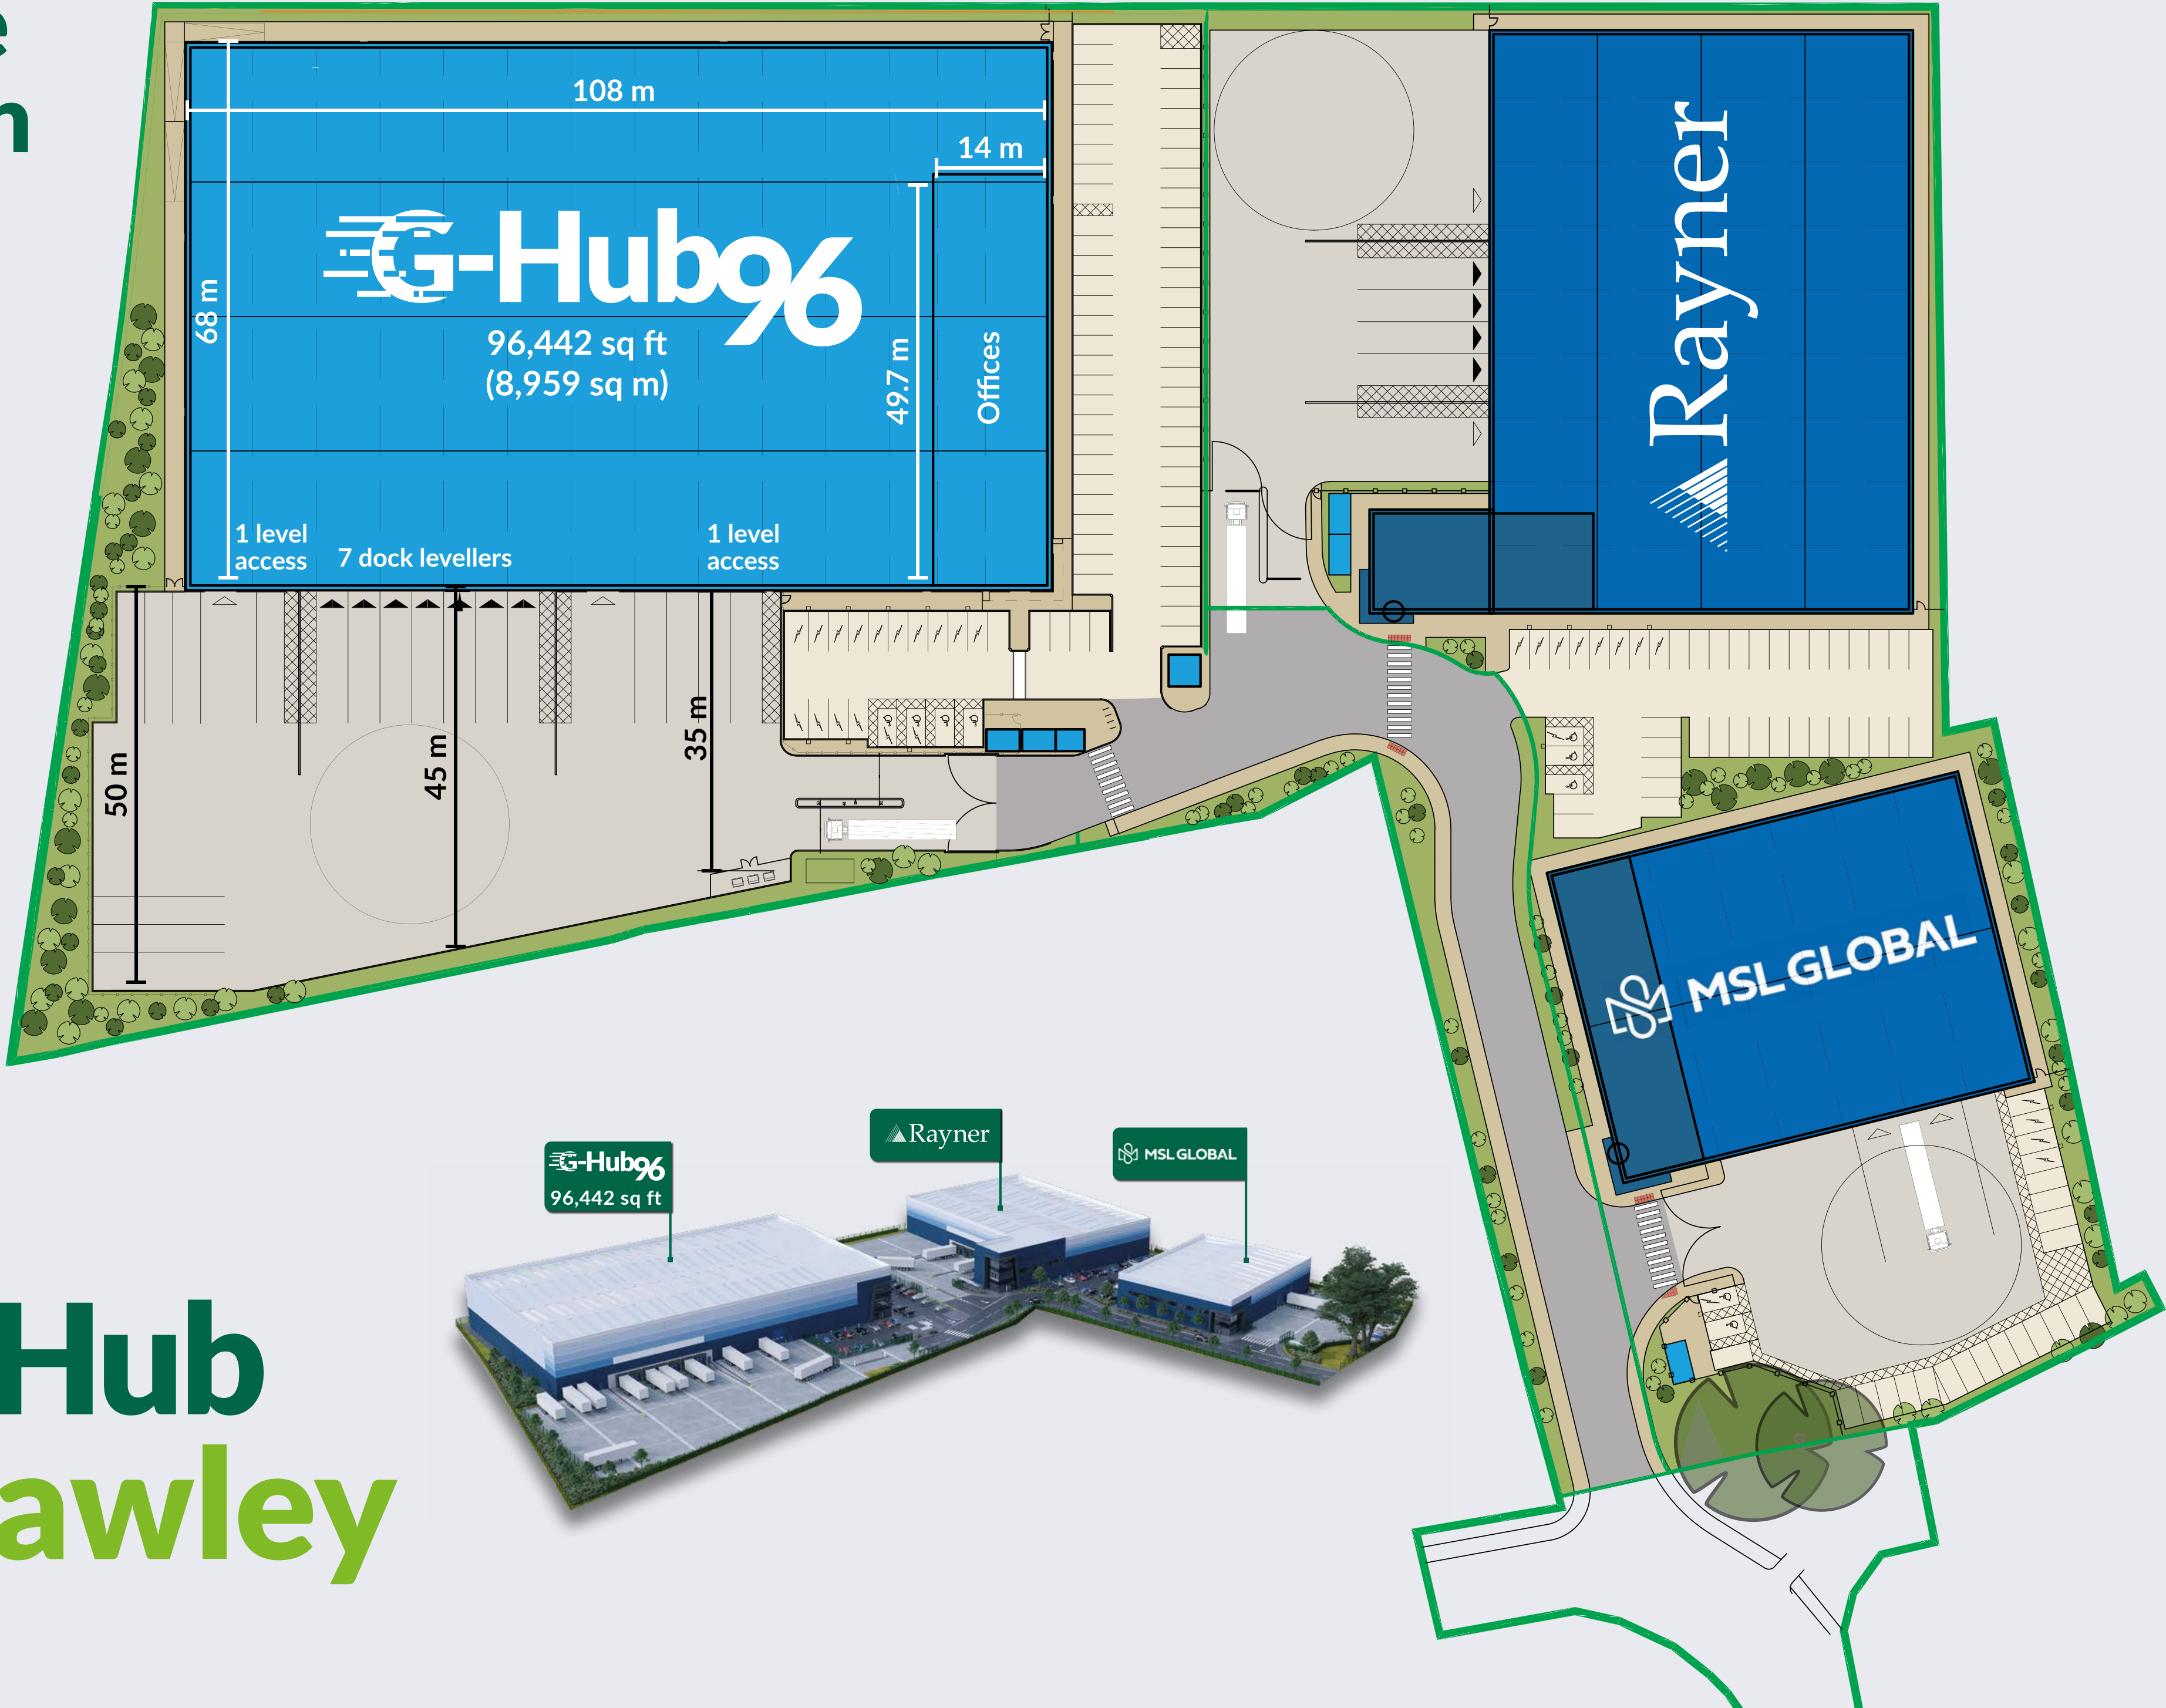 e
n
108 m
14 m
68 m
G-Hub96
96,442 sq ft
(8,959 sq m)
49.7 m
Offices
1 level
access
7 dock levellers
1 level
access
50 m
45 m
35 m
Rayner
MSL GLOBAL
G-Hub96
96,442 sq ft
Rayner
MSL GLOBAL
Hub
awley